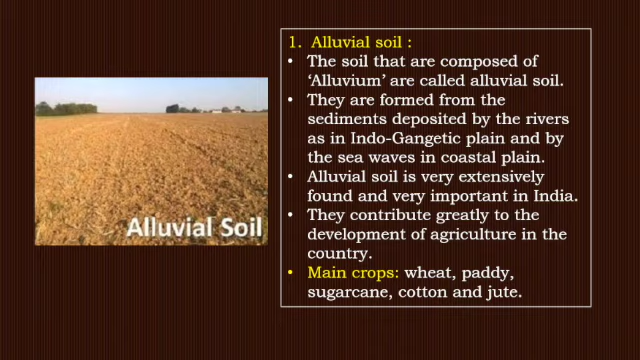 1. Alluvial soil :
• The soil that are composed of
‘Alluvium’ are called alluvial soil.
• They are formed from the
sediments deposited by the rivers
as in Indo-Gangetic plain and by
the sea waves in coastal plain.
• Alluvial soil is very extensively
found and very important in India.
• They contribute greatly to the
development of agriculture in the
country.
• Main crops: wheat, paddy,
sugarcane, cotton and jute.
Alluvial Soil